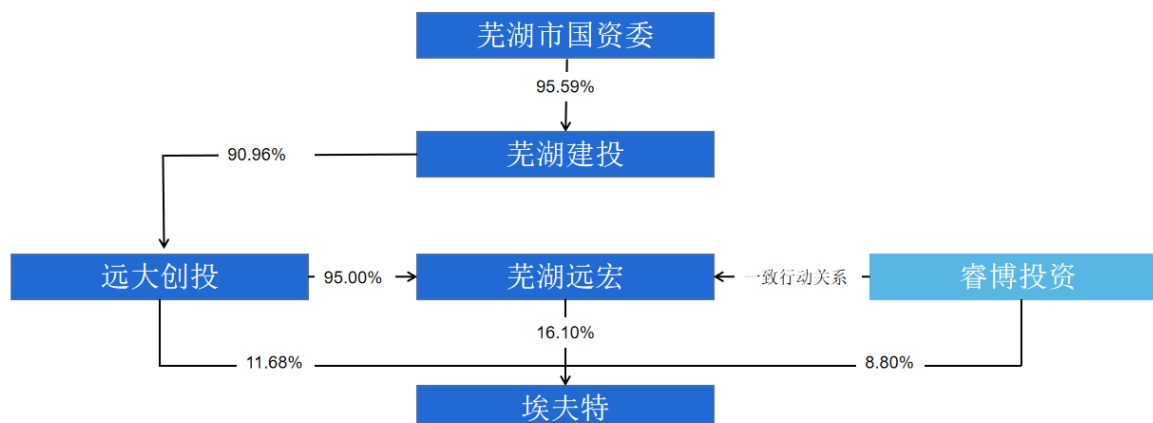 芜湖市国资委
95.59%
芜湖建投
90.96%
远大创投
95.00%
芜湖远宏
一致行动关系
睿博投资
16.10%
11.68%
8.80%
埃夫特